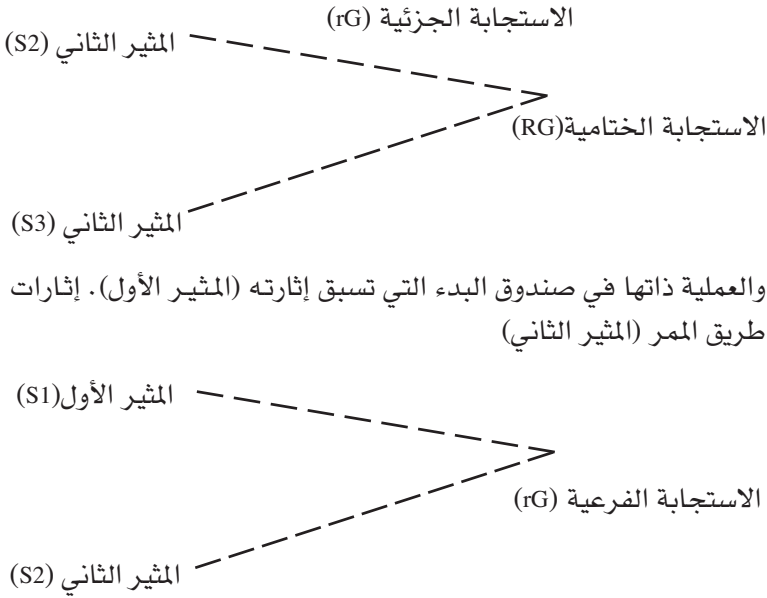 الاستجابة الجزئية (rG)
المثير الثاني (S2)
الاستجابة الختامية(RG)
المثير الثاني (S3)
والعملية ذاتها في صندوق البدء التي تسبق إثارته (المثير الأول). إثارات
طريق الممر (المثير الثاني)
المثير الأول(S1)
الاستجابة الفرعية (rG)
المثير الثاني (S2)